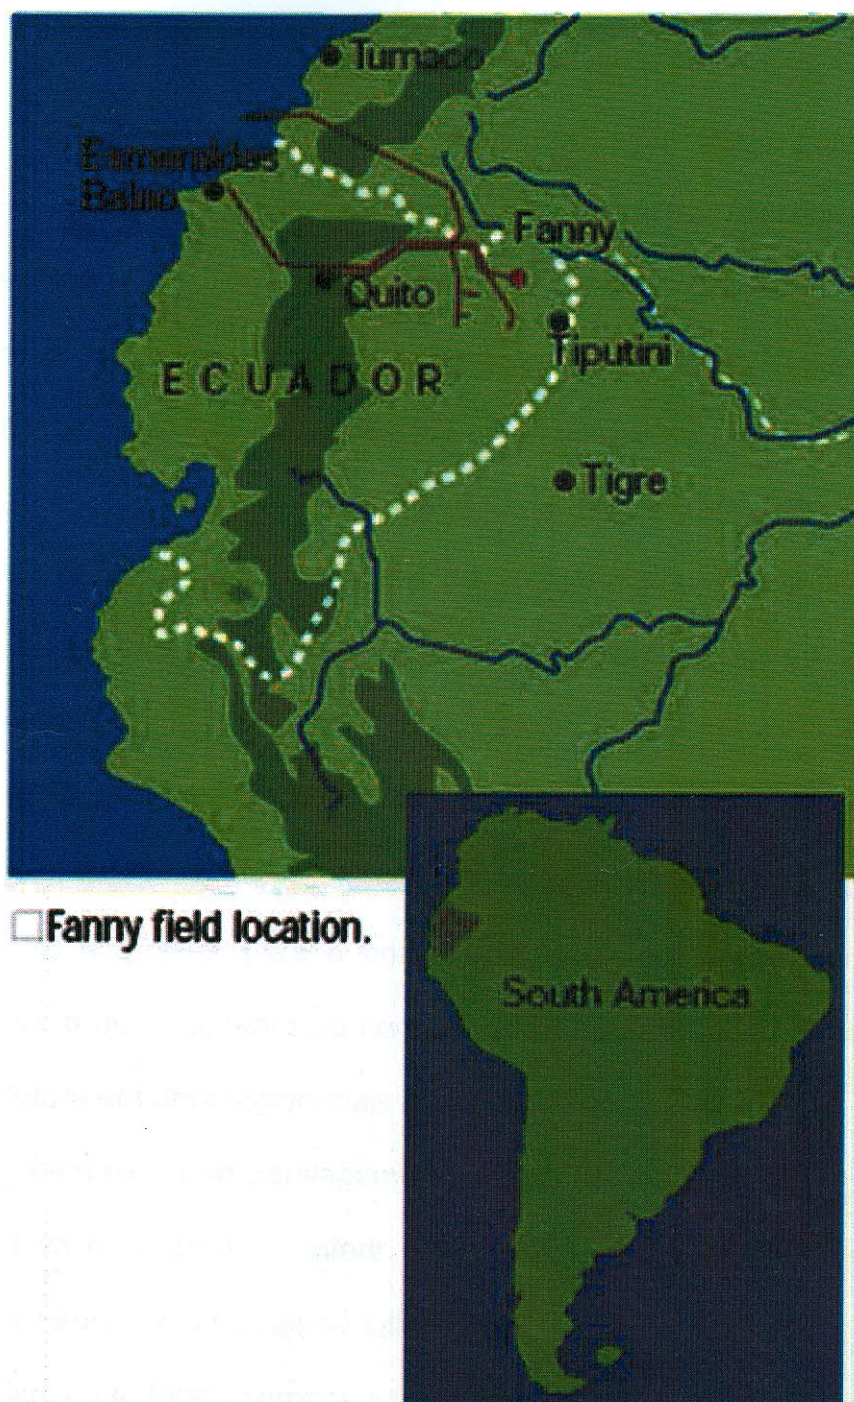 Tumaco
Esmeraldas
Balao
Fanny
Quito
Tiputini
ECUADOR
Tigre
Fanny field location.
South America